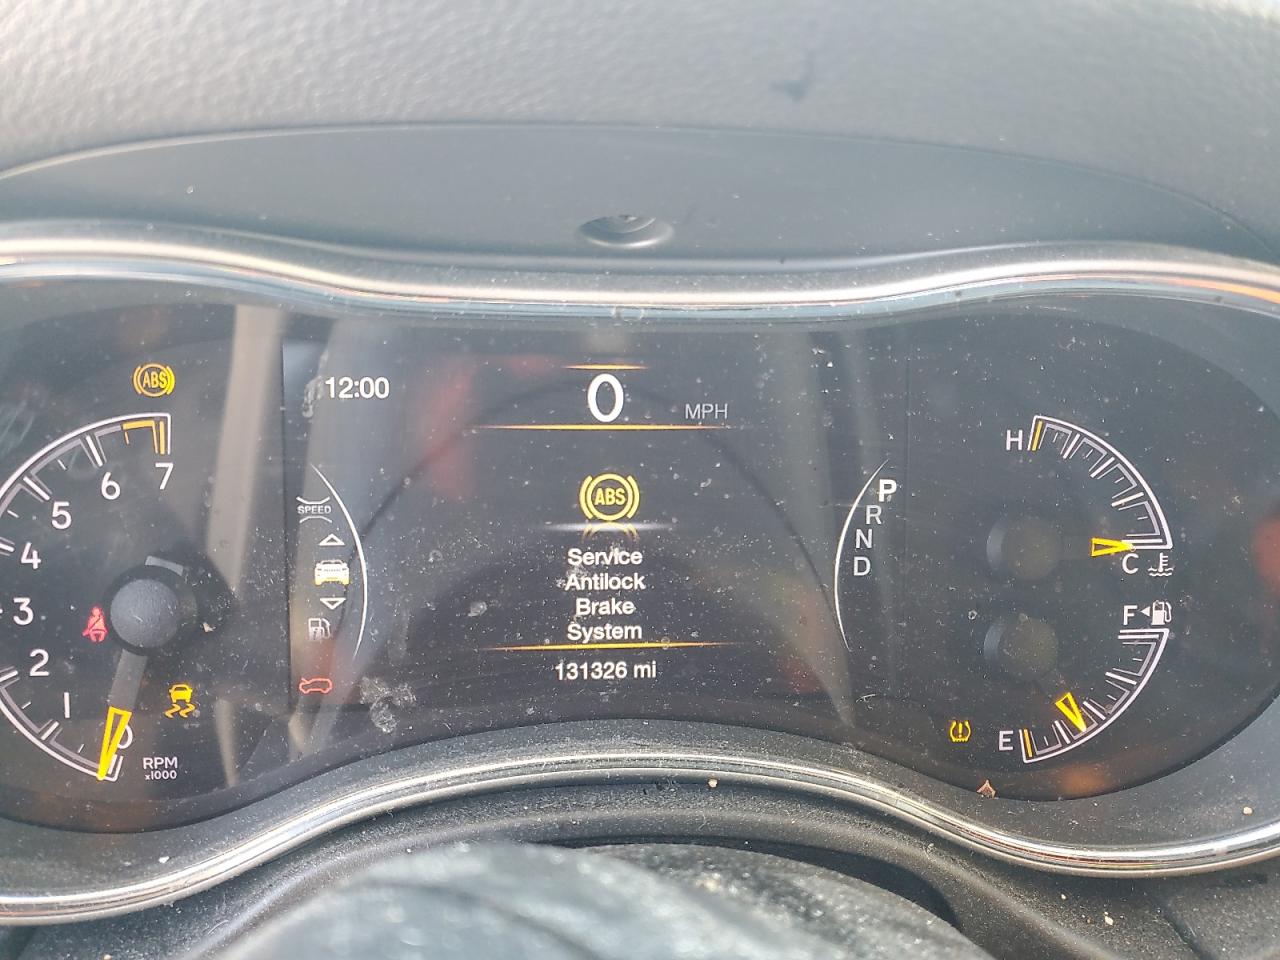 ABS
12:00
0
MPH
7
6
5
4
3
2
1
0
RPM
x1000
SPEED
ABS
Service
Antilock
Brake
System
131326 mi
P
R
N
D
H
C
F
E